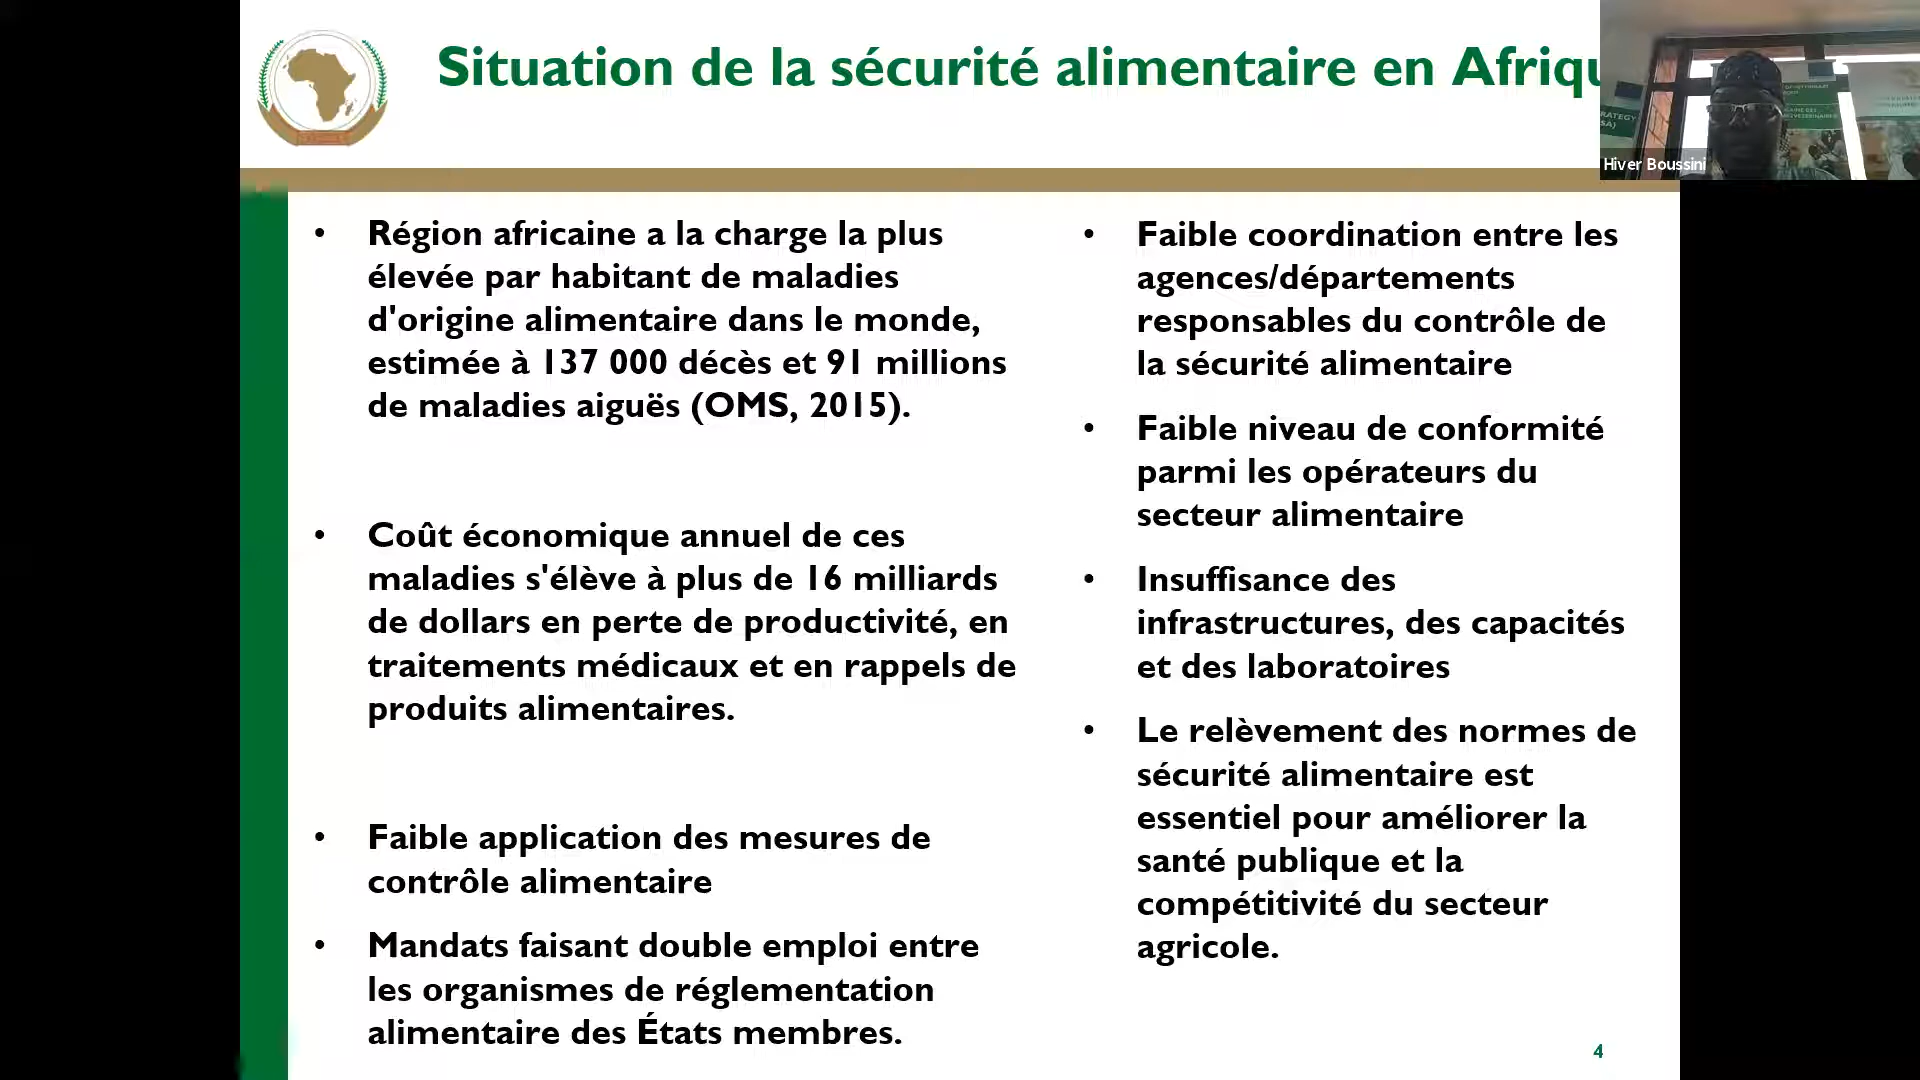 Situation de la sécurité alimentaire en Afriqu
Hiver Boussini
• Région africaine a la charge la plus
élevée par habitant de maladies
d'origine alimentaire dans le monde,
estimée à 137 000 décès et 91 millions
de maladies aiguës (OMS, 2015).
• Coût économique annuel de ces
maladies s'élève à plus de 16 milliards
de dollars en perte de productivité, en
traitements médicaux et en rappels de
produits alimentaires.
• Faible application des mesures de
contrôle alimentaire
• Mandats faisant double emploi entre
les organismes de réglementation
alimentaire des États membres.
• Faible coordination entre les
agences/départements
responsables du contrôle de
la sécurité alimentaire
• Faible niveau de conformité
parmi les opérateurs du
secteur alimentaire
• Insuffisance des
infrastructures, des capacités
et des laboratoires
• Le relèvement des normes de
sécurité alimentaire est
essentiel pour améliorer la
santé publique et la
compétitivité du secteur
agricole.
4